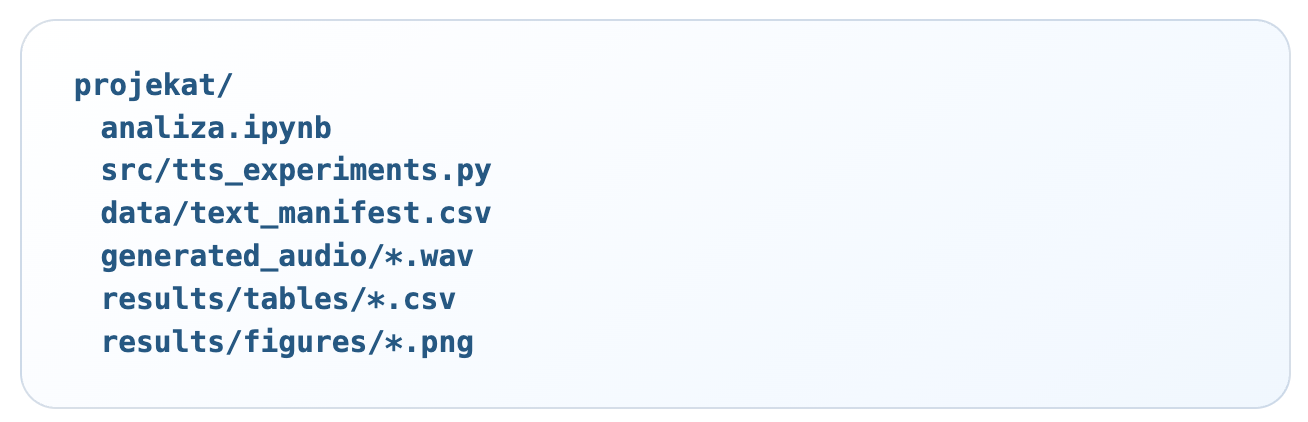 projekat/
  analiza.ipynb
  src/tts_experiments.py
  data/text_manifest.csv
  generated_audio/*.wav
  results/tables/*.csv
  results/figures/*.png